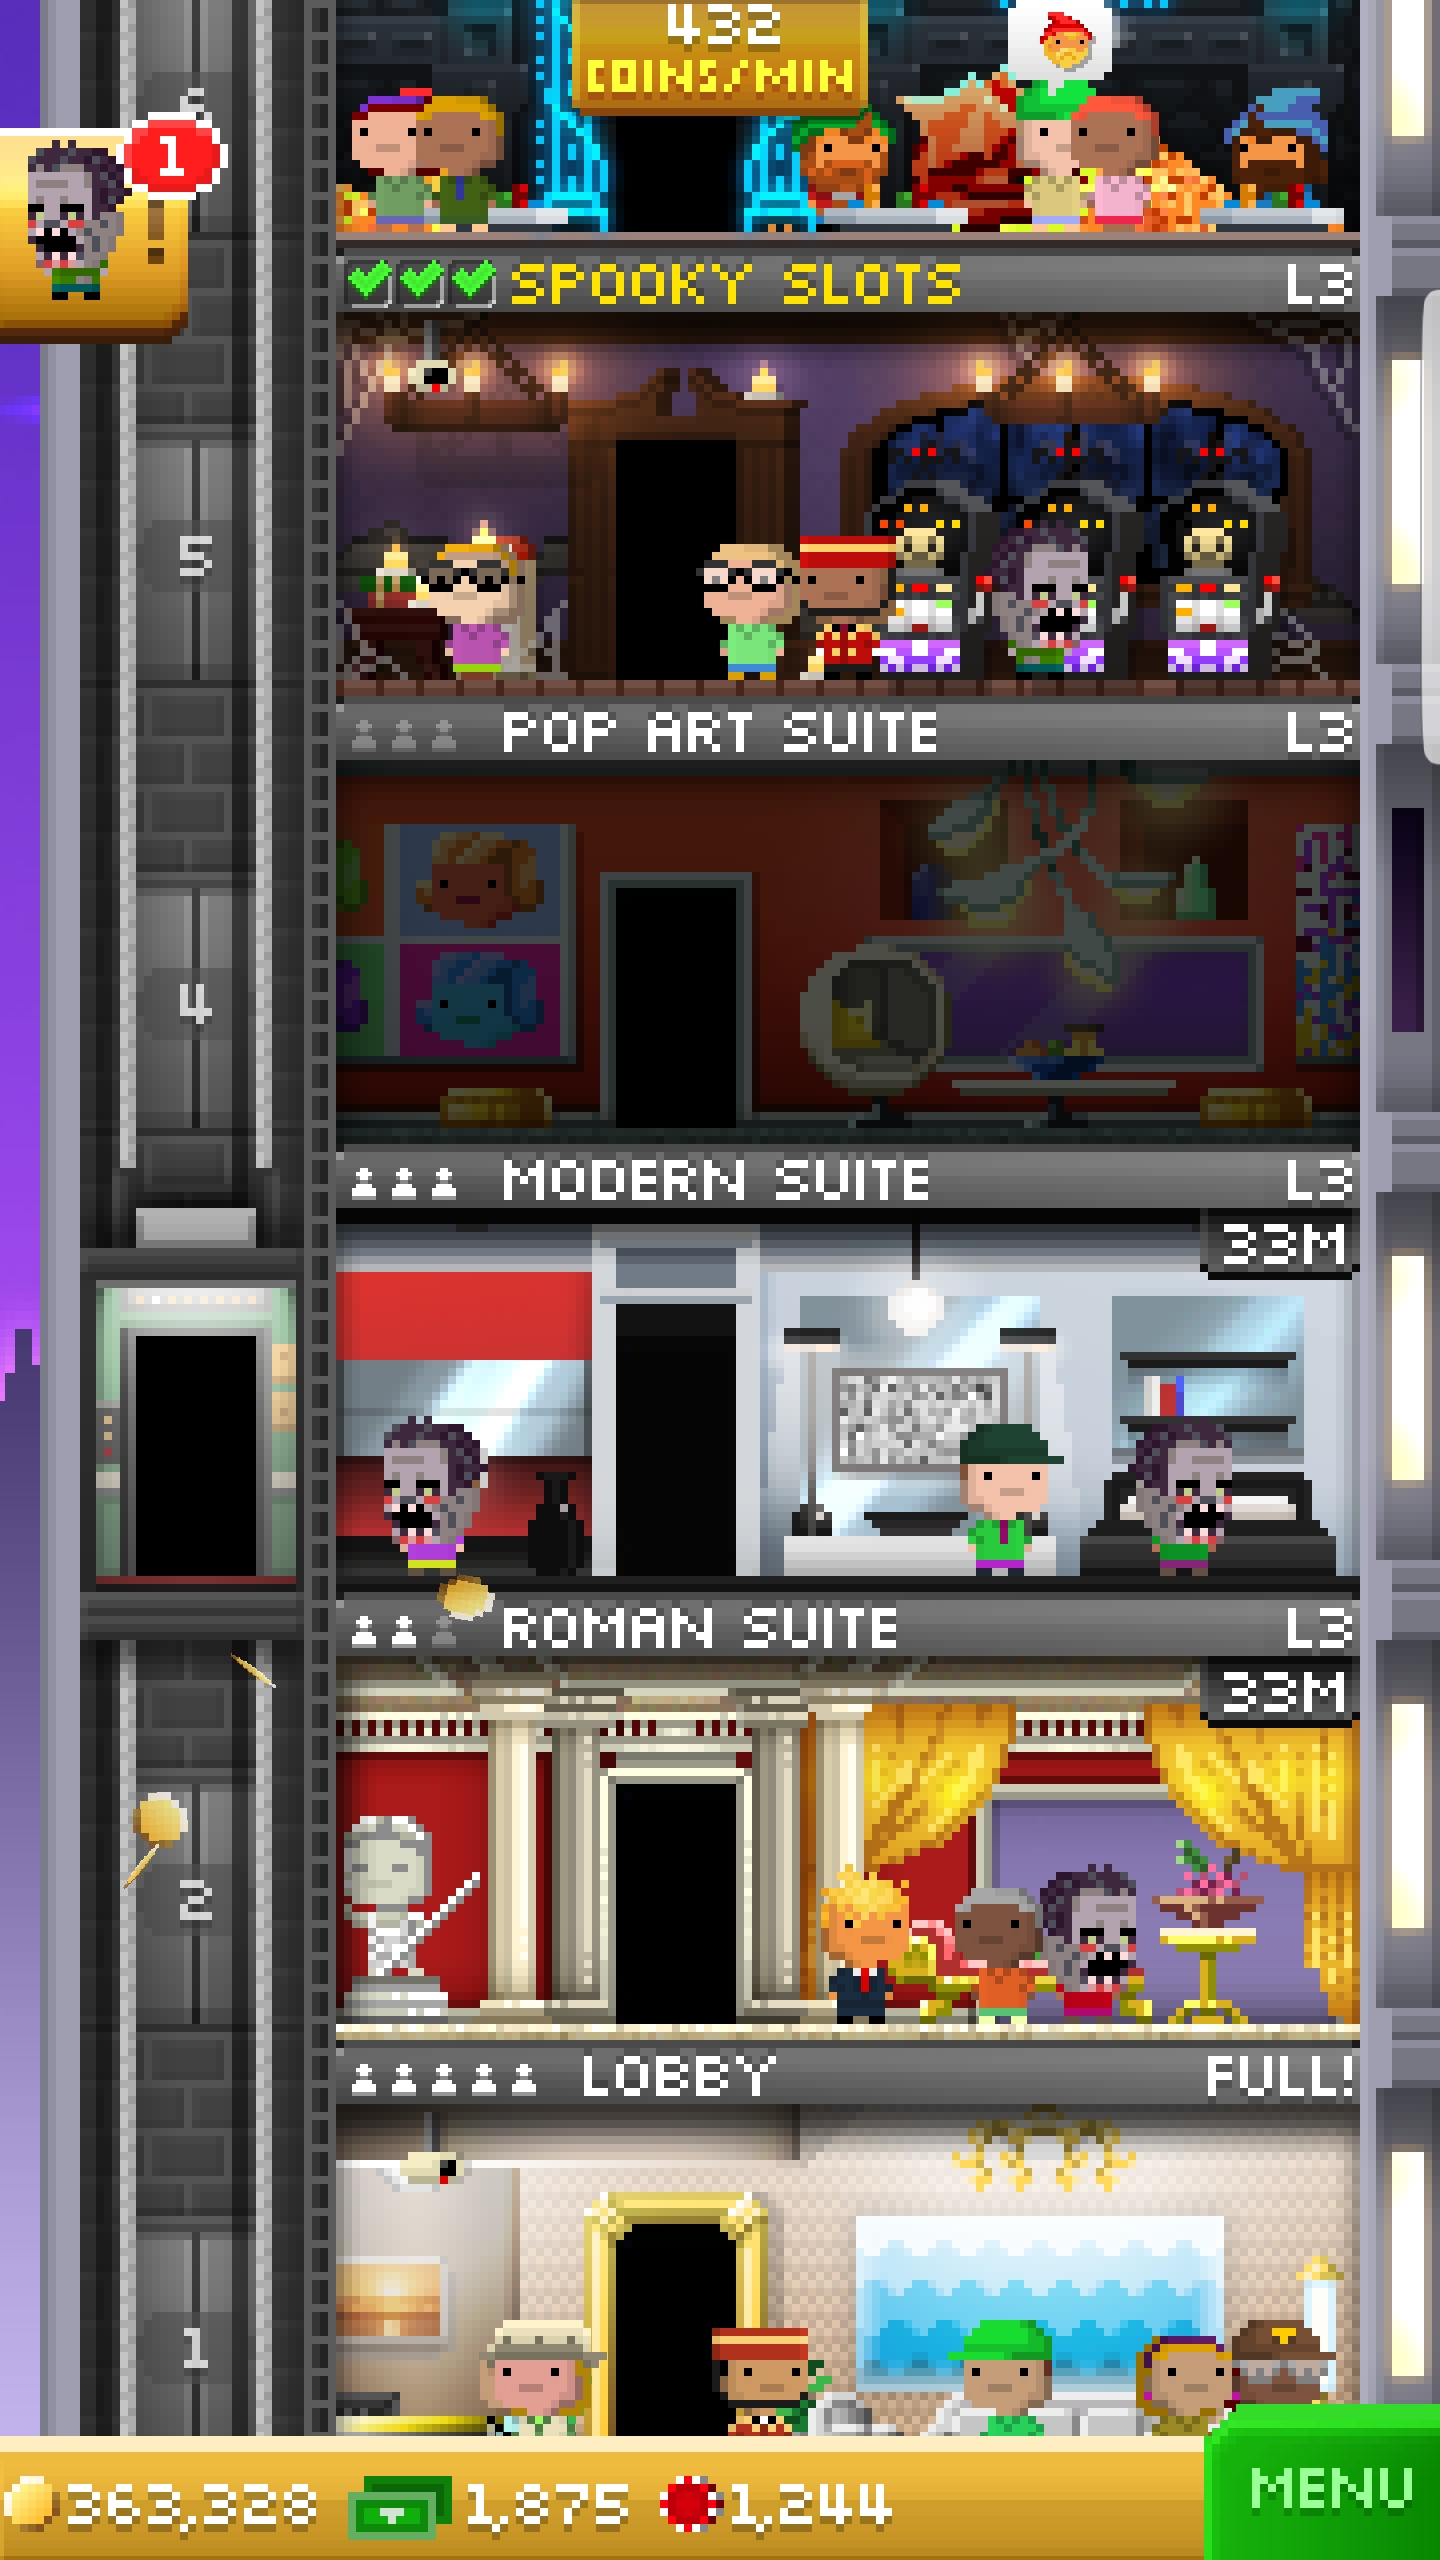 432
COINS/MIN
1
!
SPOOKY SLOTS L3
5
POP ART SUITE L3
4
MODERN SUITE L3
33M
ROMAN SUITE L3
33M
2
LOBBY FULL!
1
363,328 1,875 1,244
MENU